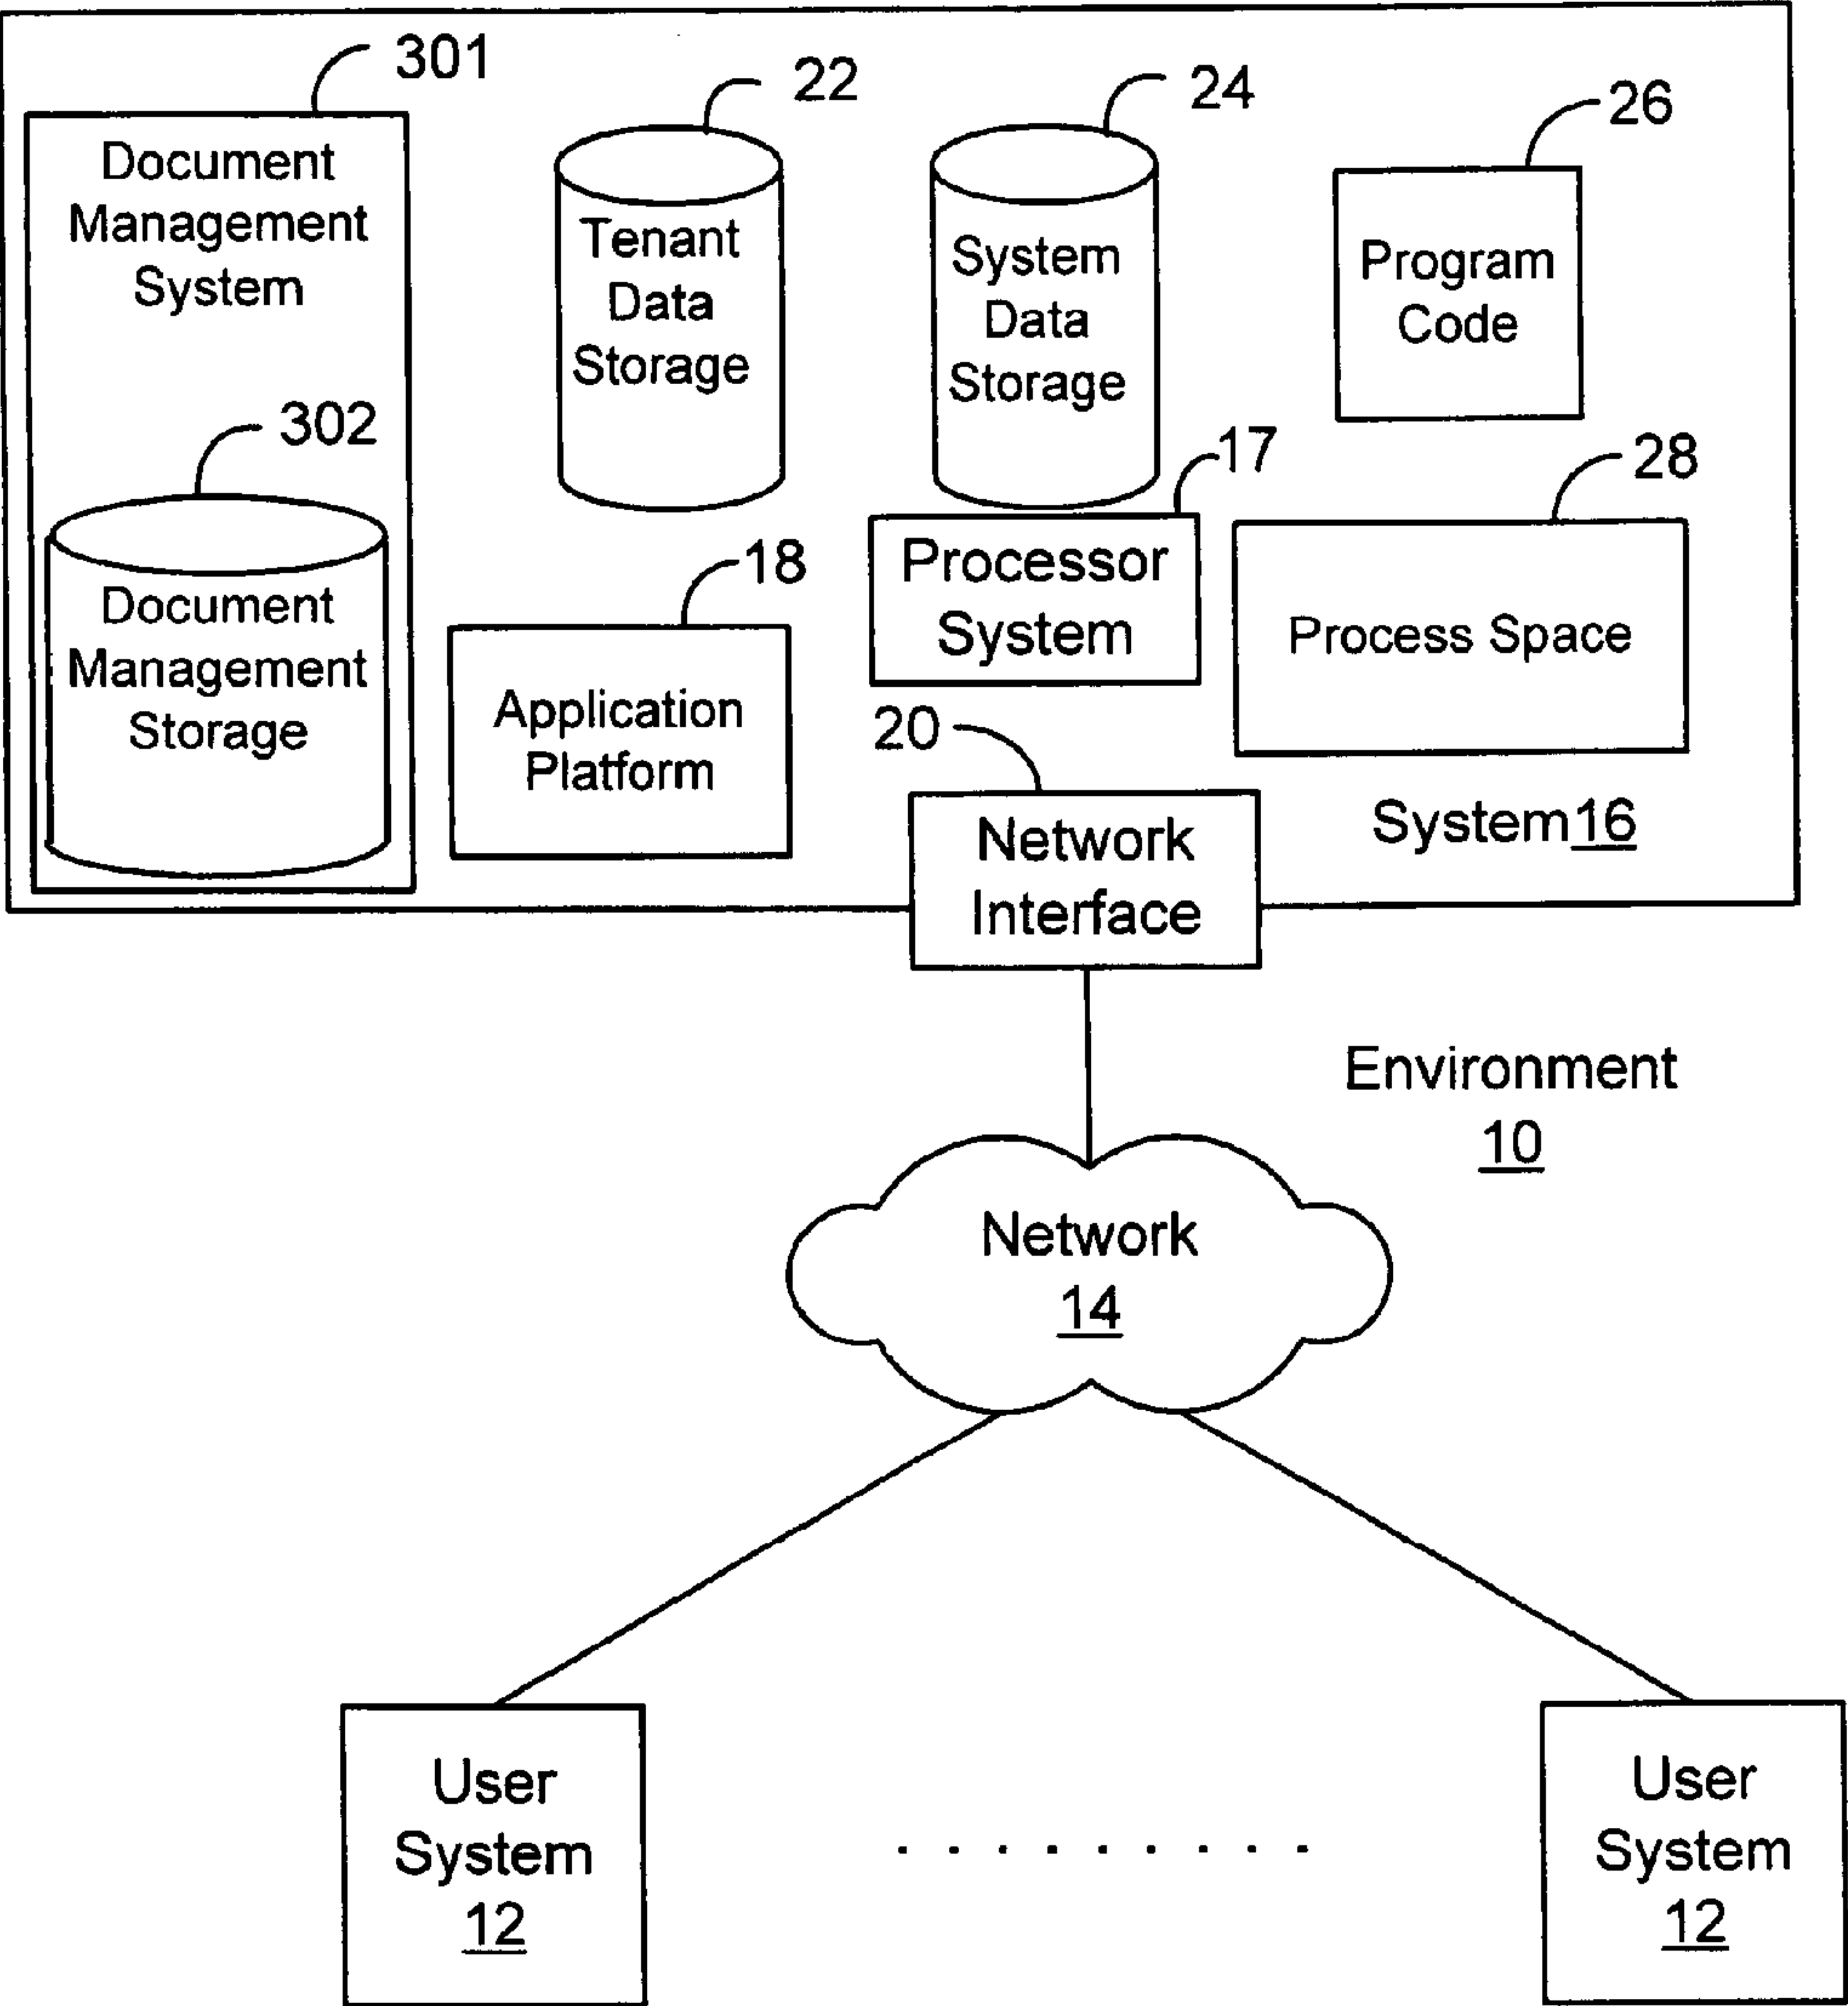 301
22
24
26
Document
Management
System
Tenant
Data
Storage
System
Data
Storage
Program
Code
302
17
28
Document
Management
Storage
18
Application
Platform
Processor
System
Process Space
20
Network
Interface
System 16
Environment
10
Network
14
User
System
12
. . . . . . . . .
User
System
12